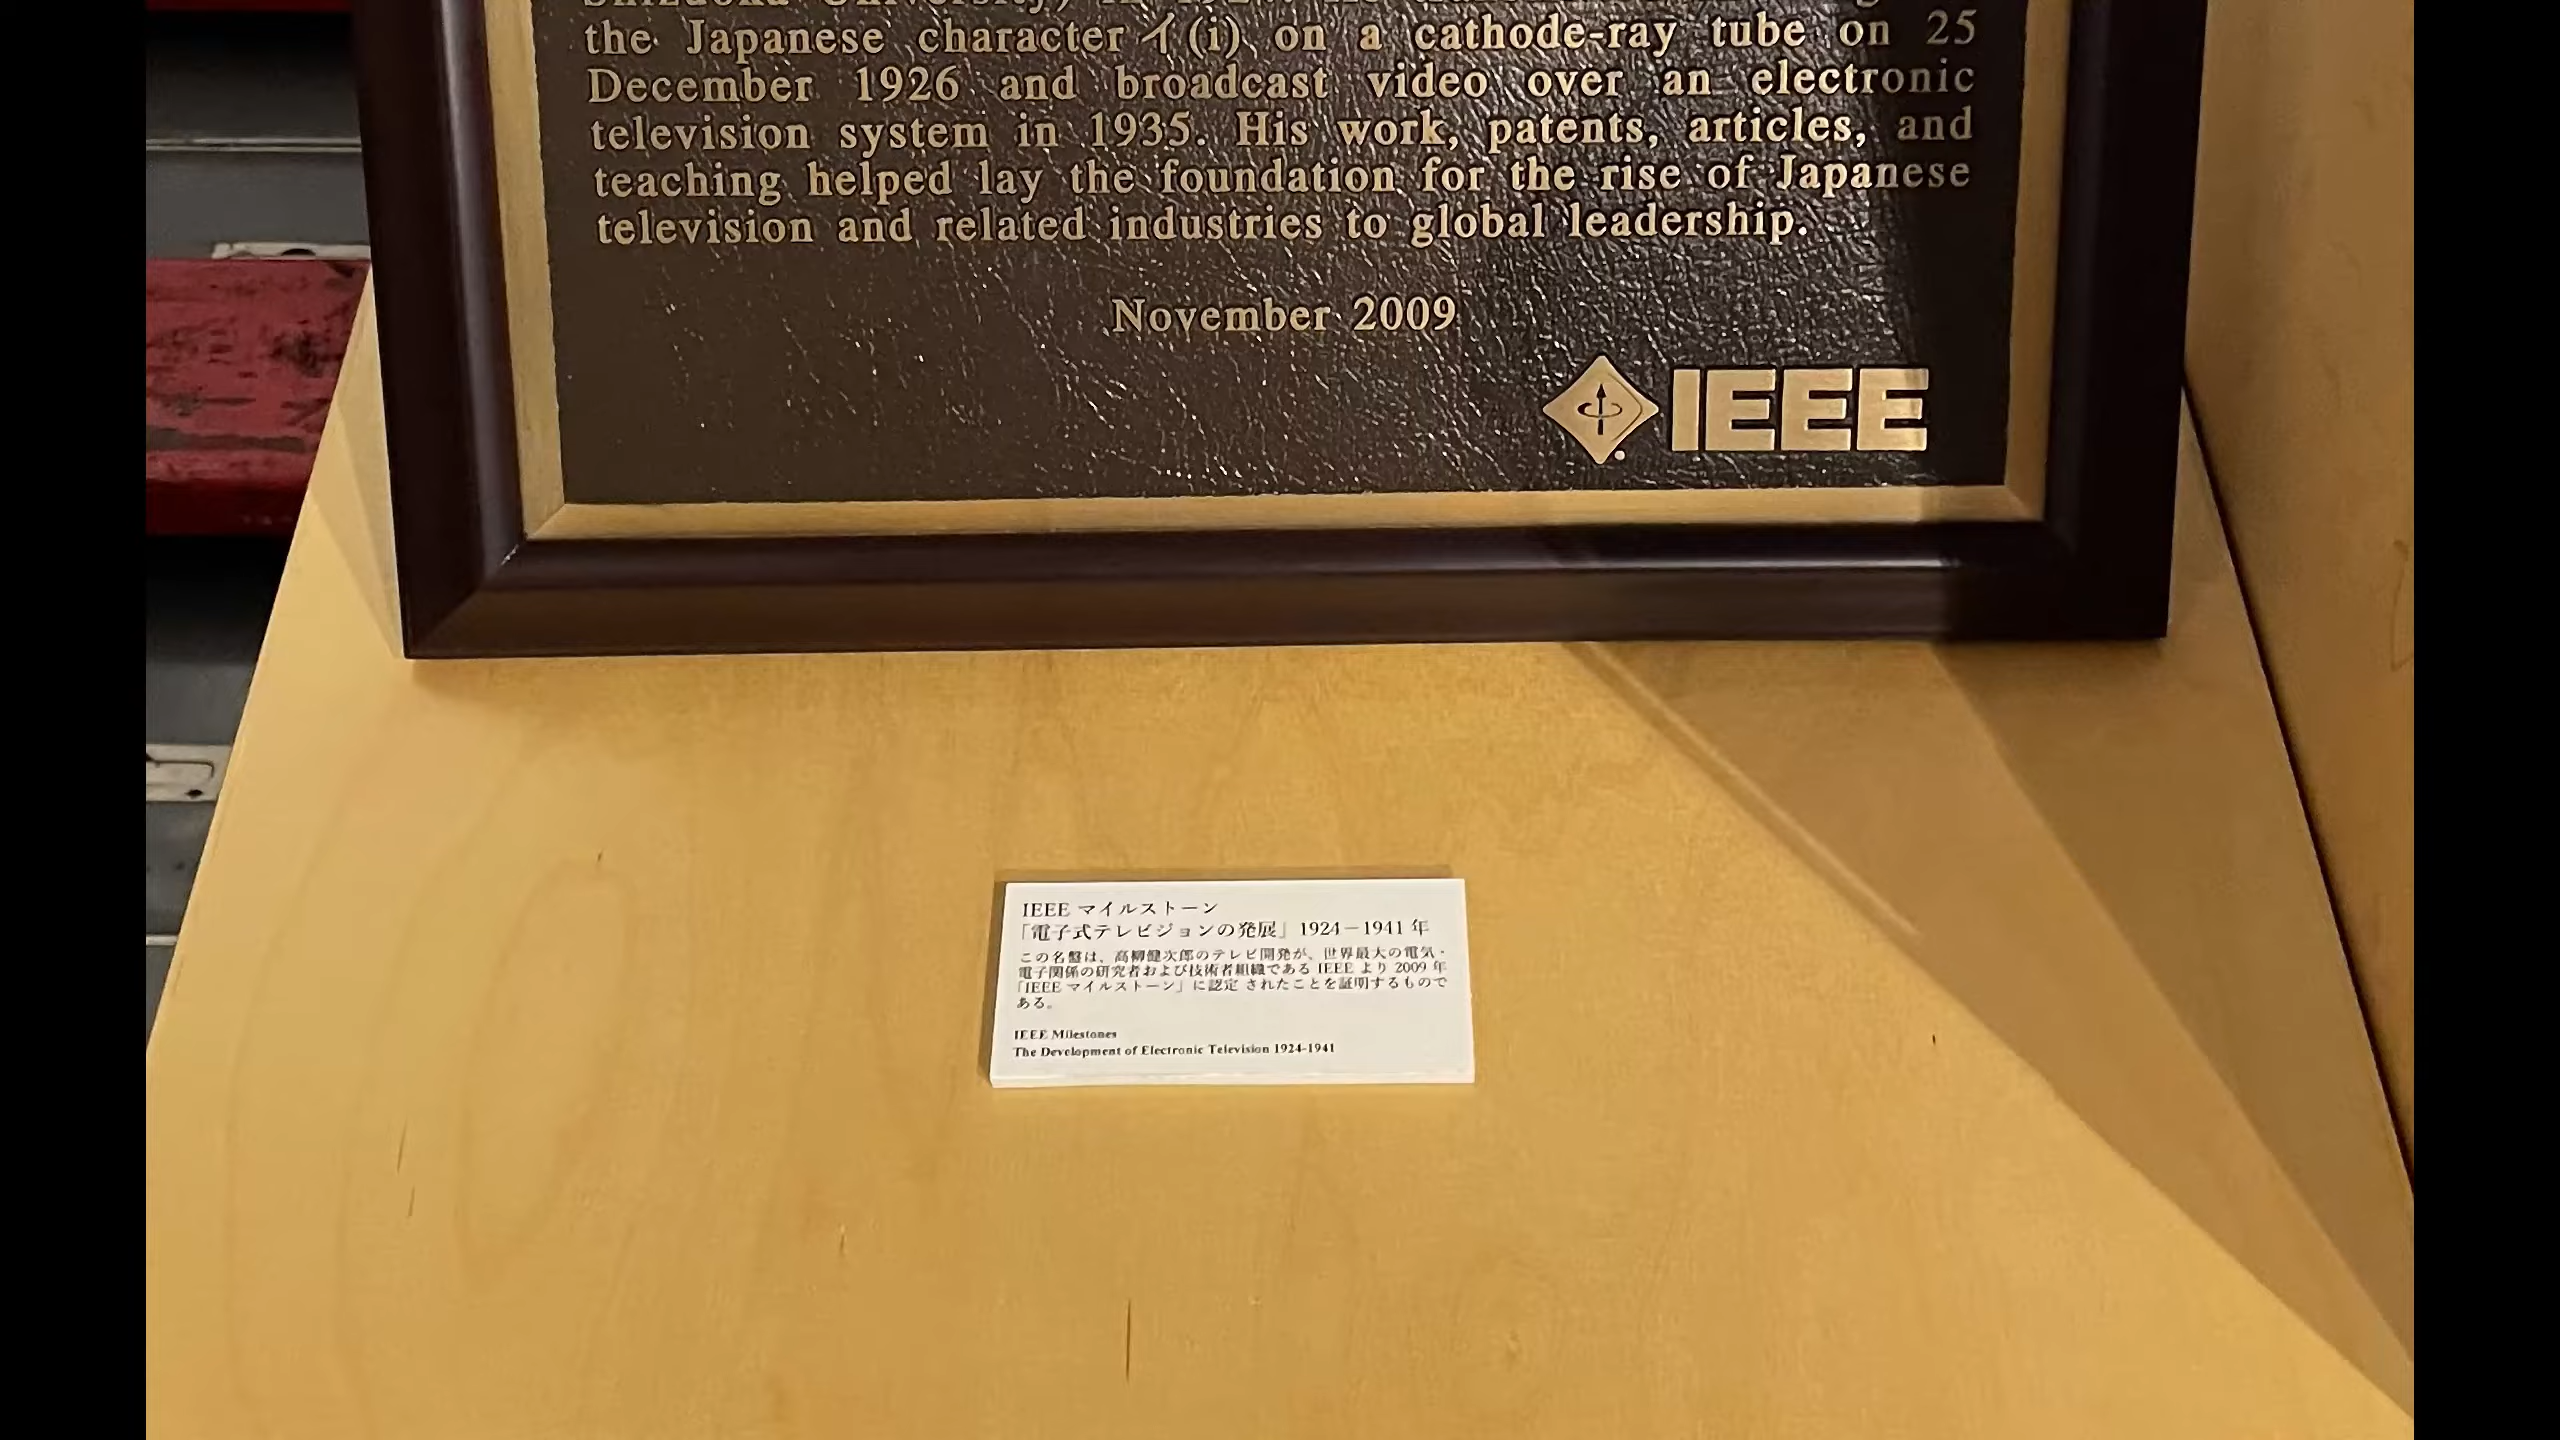 the Japanese character イ (i) on a cathode-ray tube on 25
December 1926 and broadcast video over an electronic
television system in 1935. His work, patents, articles, and
teaching helped lay the foundation for the rise of Japanese
television and related industries to global leadership.
November 2009
IEEE
IEEE マイルストーン
「電子式テレビジョンの発展」1924－1941 年
この名盤は、高柳健次郎のテレビ開発が、世界最大の電気・
電子関係の研究者および技術者組織である IEEE より 2009 年
「IEEE マイルストーン」に認定 されたことを証明するもので
ある。
IEEE Milestones
The Development of Electronic Television 1924-1941